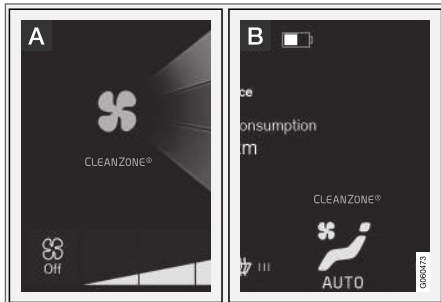 A
CLEANZONE®
Off
B
ce
onsumption
m
CLEANZONE®
AUTO
G060473